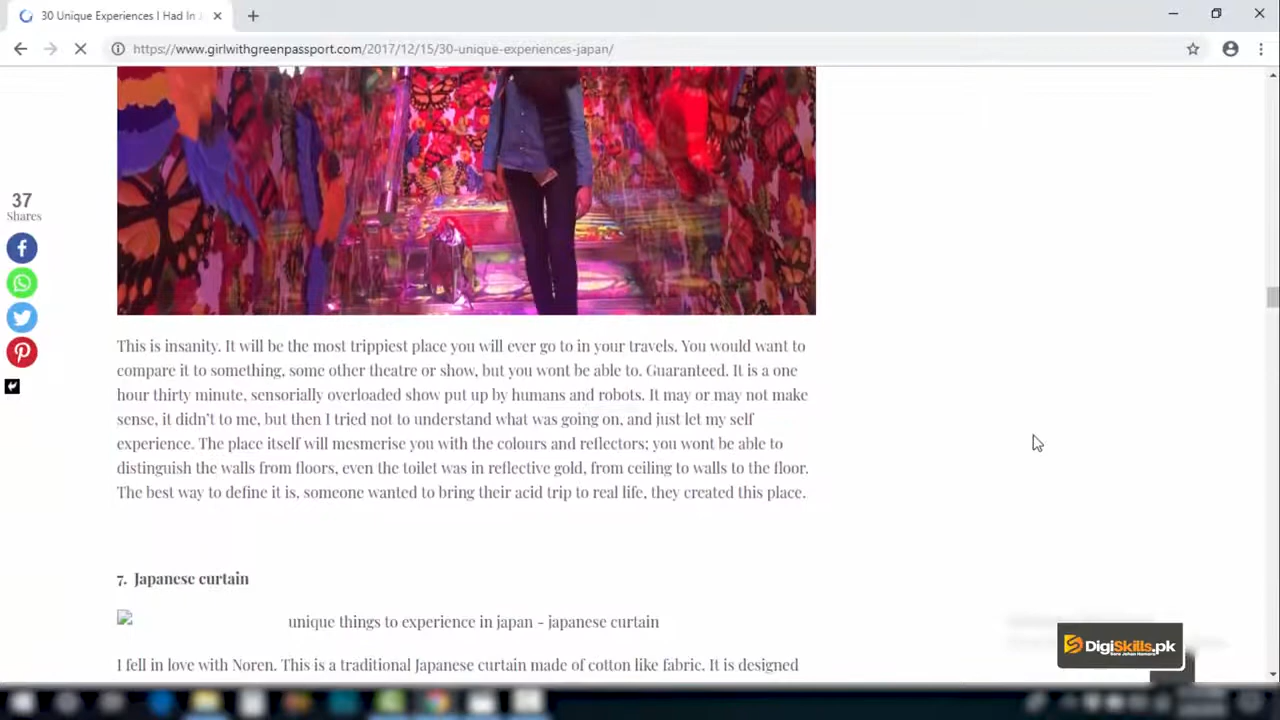 30 Unique Experiences I Had In J
https://www.girlwithgreenpassport.com/2017/12/15/30-unique-experiences-japan/
37
Shares
This is insanity. It will be the most trippiest place you will ever go to in your travels. You would want to
compare it to something, some other theatre or show, but you wont be able to. Guaranteed. It is a one
hour thirty minute, sensorially overloaded show put up by humans and robots. It may or may not make
sense, it didn't to me, but then I tried not to understand what was going on, and just let my self
experience. The place itself will mesmerise you with the colours and reflectors; you wont be able to
distinguish the walls from floors, even the toilet was in reflective gold, from ceiling to walls to the floor.
The best way to define it is, someone wanted to bring their acid trip to real life, they created this place.
7. Japanese curtain
unique things to experience in japan - japanese curtain
I fell in love with Noren. This is a traditional Japanese curtain made of cotton like fabric. It is designed
DigiSkills.pk